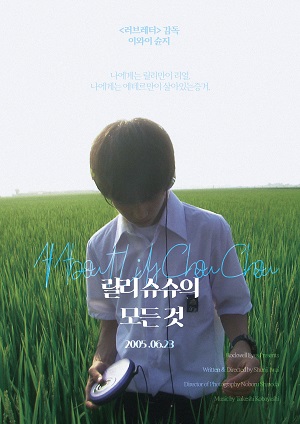 <러브레터> 감독
이와이 슌지
나에게는 릴리만이 리얼,
나에게는 에테르만이 살아있는 증거.
All About Lily Chou Chou
릴리 슈슈의
모든 것
2005.06.23
Rockwell Eyes Presents
Written & Directed by Shunji Iwai
Director of Photography Noboru Shinoda
Music by Takeshi Kobayashi